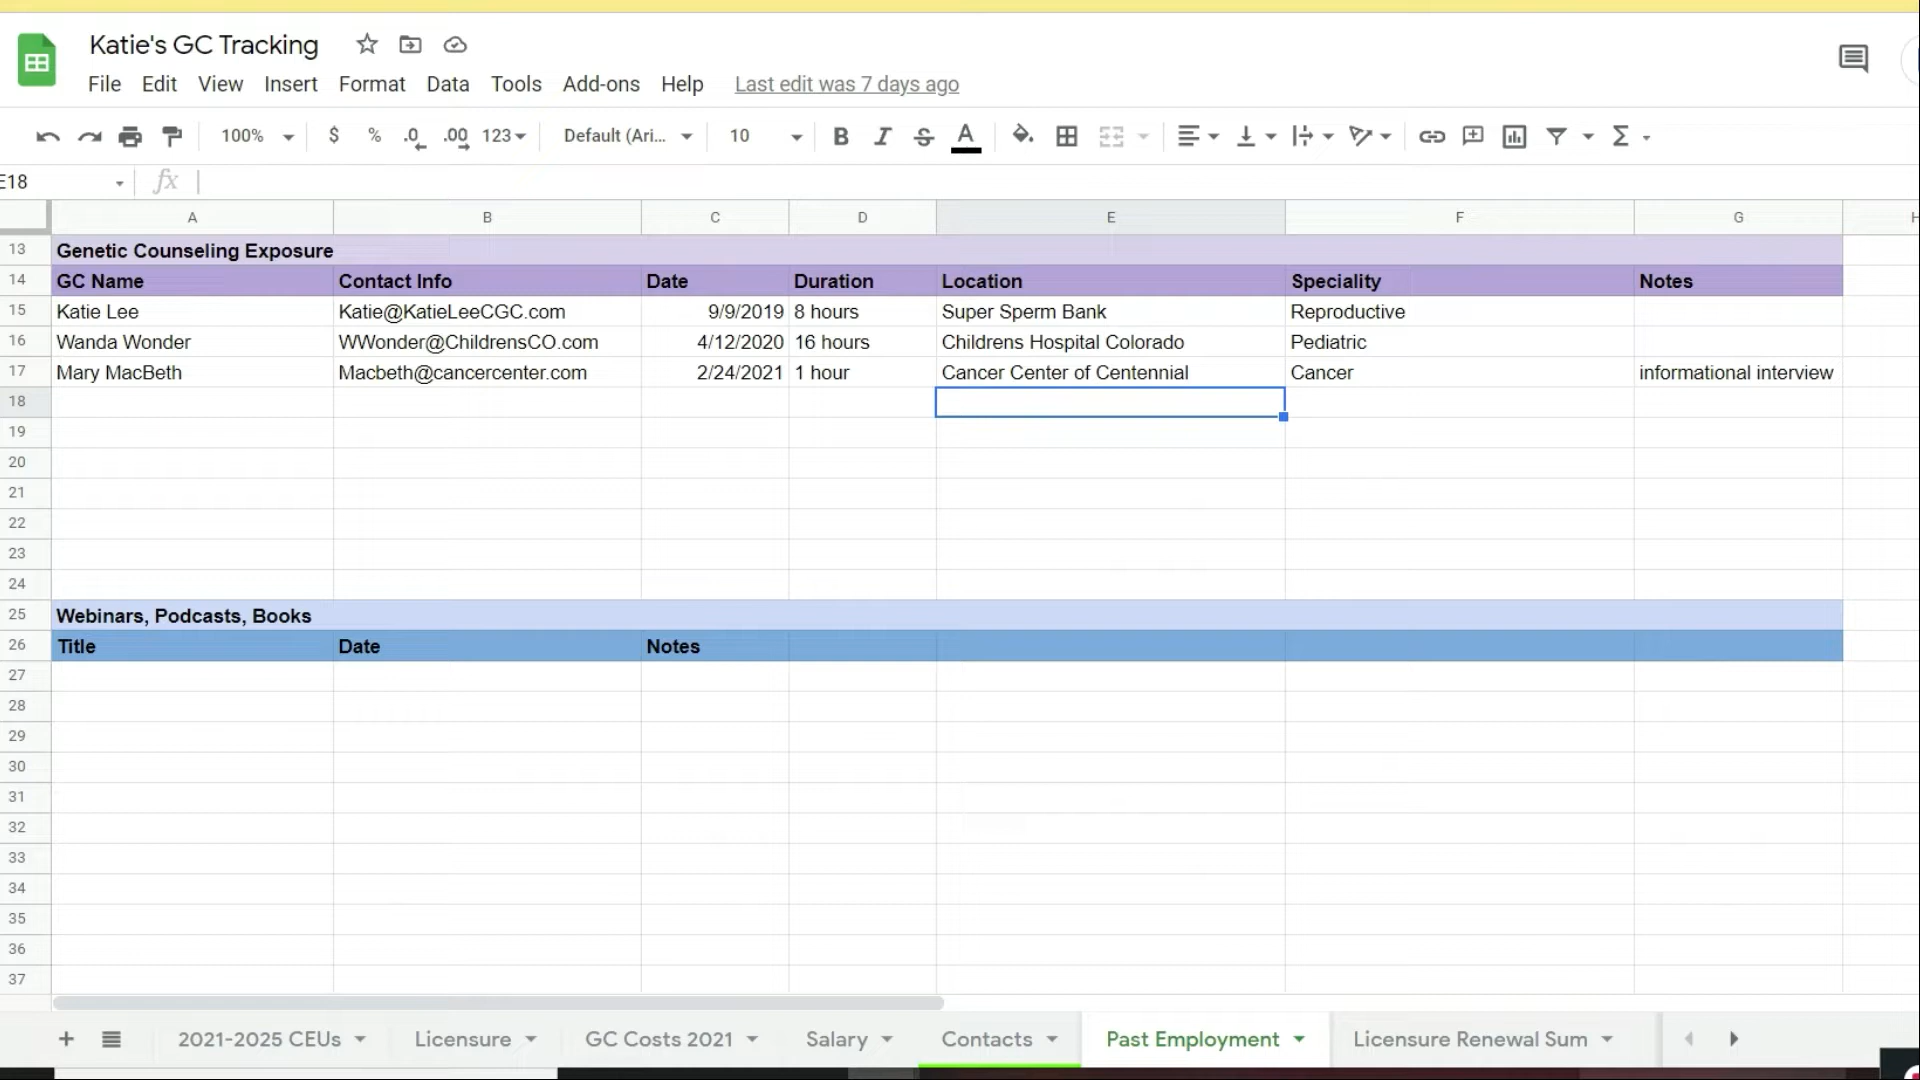 Katie's GC Tracking
File Edit View Insert Format Data Tools Add-ons Help Last edit was 7 days ago
100% $ % .0 .00 123 Default (Ari... 10 B I S A
E18 fx
A B C D E F G H
13 Genetic Counseling Exposure
14 GC Name Contact Info Date Duration Location Speciality Notes
15 Katie Lee Katie@KatieLeeCGC.com 9/9/2019 8 hours Super Sperm Bank Reproductive
16 Wanda Wonder WWonder@ChildrensCO.com 4/12/2020 16 hours Childrens Hospital Colorado Pediatric
17 Mary MacBeth Macbeth@cancercenter.com 2/24/2021 1 hour Cancer Center of Centennial Cancer informational interview
18
19
20
21
22
23
24
25 Webinars, Podcasts, Books
26 Title Date Notes
27
28
29
30
31
32
33
34
35
36
37
2021-2025 CEUs Licensure GC Costs 2021 Salary Contacts Past Employment Licensure Renewal Sum